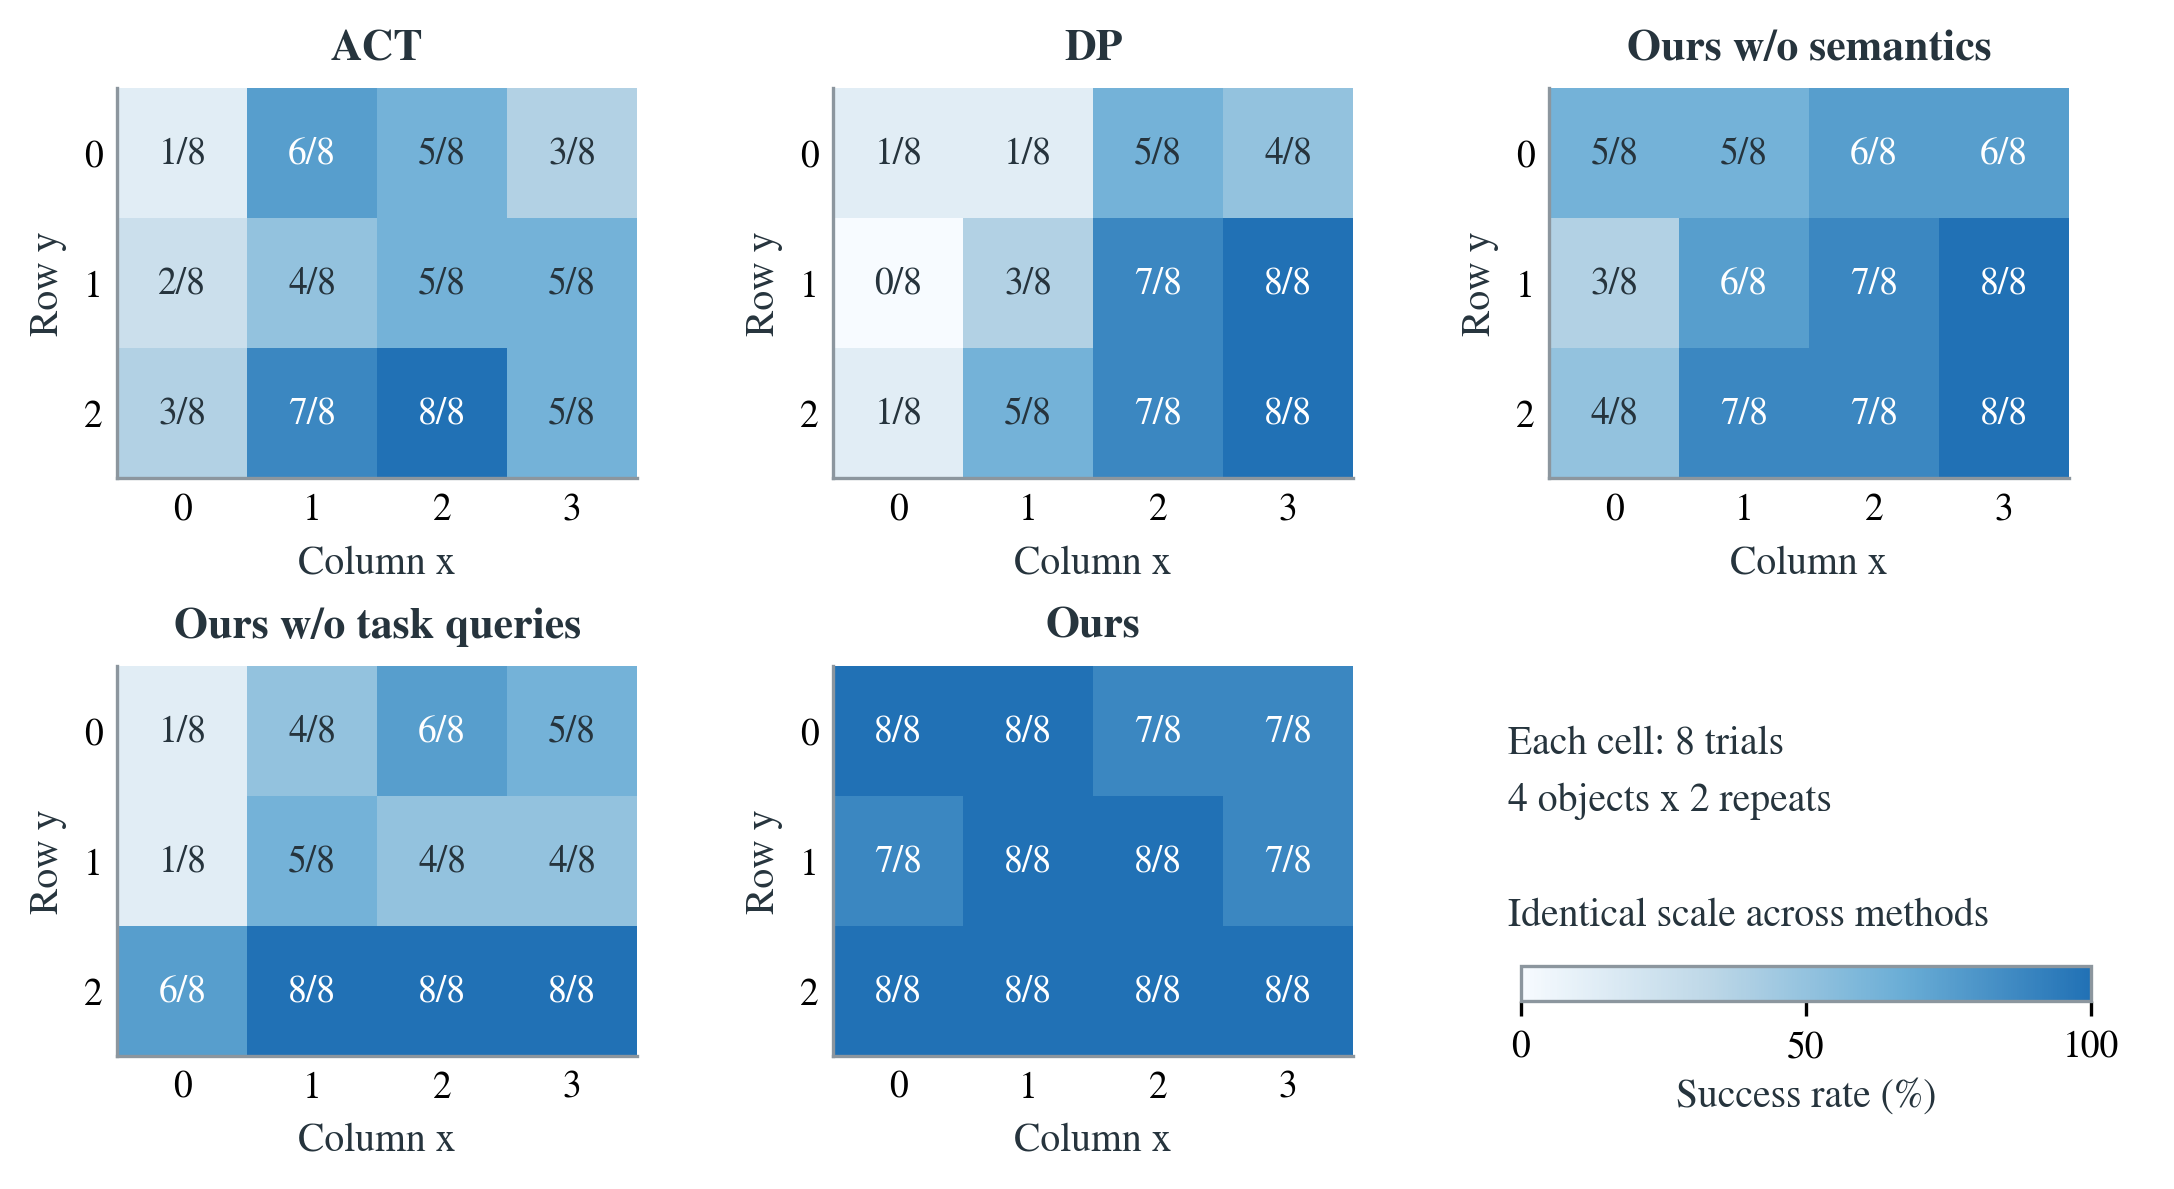 ACT
0 1/8 6/8 5/8 3/8
1 2/8 4/8 5/8 5/8
2 3/8 7/8 8/8 5/8
Row y
0 1 2 3
Column x
DP
0 1/8 1/8 5/8 4/8
1 0/8 3/8 7/8 8/8
2 1/8 5/8 7/8 8/8
Row y
0 1 2 3
Column x
Ours w/o semantics
0 5/8 5/8 6/8 6/8
1 3/8 6/8 7/8 8/8
2 4/8 7/8 7/8 8/8
Row y
0 1 2 3
Column x
Ours w/o task queries
0 1/8 4/8 6/8 5/8
1 1/8 5/8 4/8 4/8
2 6/8 8/8 8/8 8/8
Row y
0 1 2 3
Column x
Ours
0 8/8 8/8 7/8 7/8
1 7/8 8/8 8/8 7/8
2 8/8 8/8 8/8 8/8
Row y
0 1 2 3
Column x
Each cell: 8 trials
4 objects x 2 repeats
Identical scale across methods
0 50 100
Success rate (%)